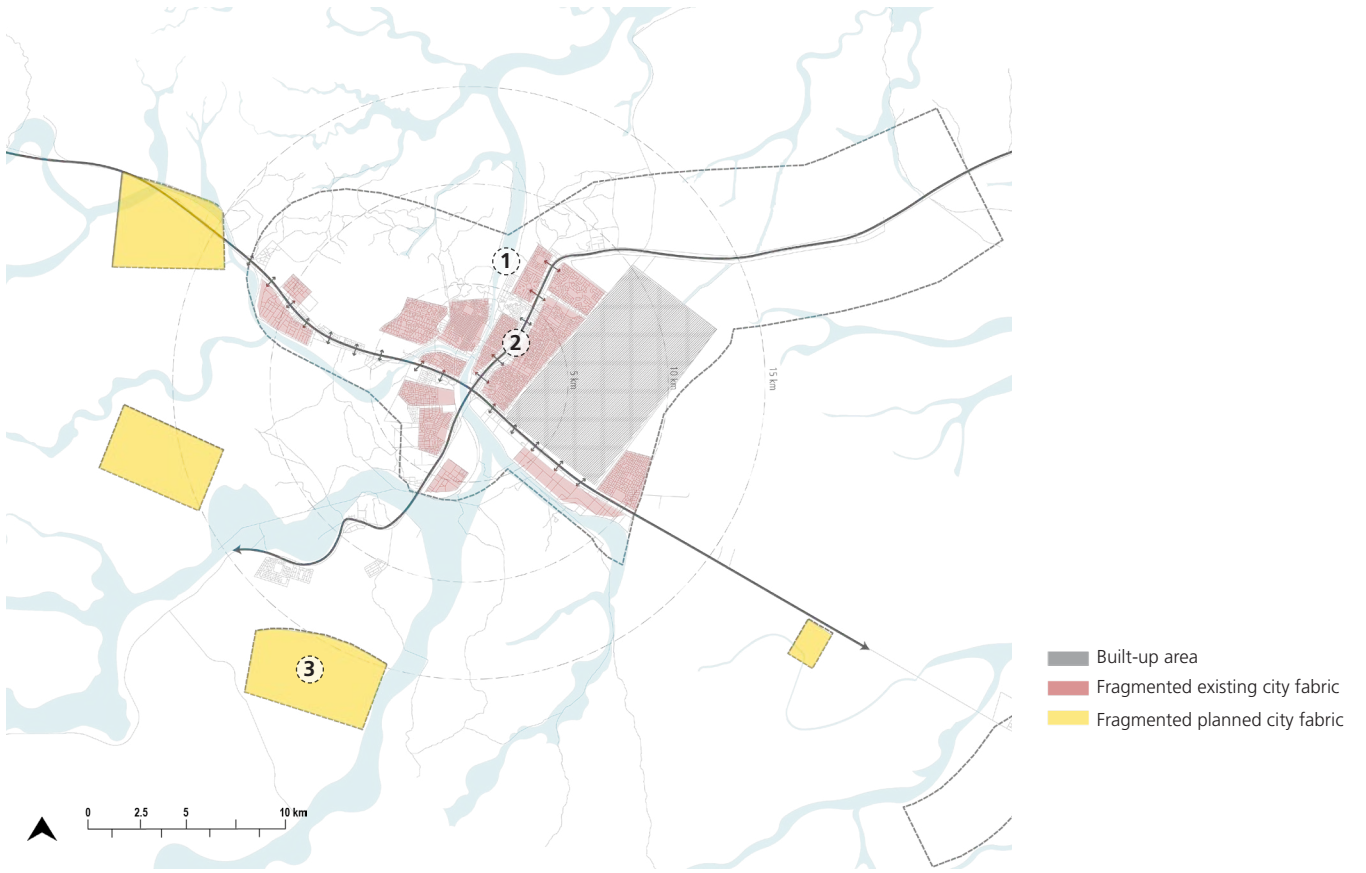 1
2
5 km
10 km
15 km
3
Built-up area
Fragmented existing city fabric
Fragmented planned city fabric
0 2.5 5 10 km